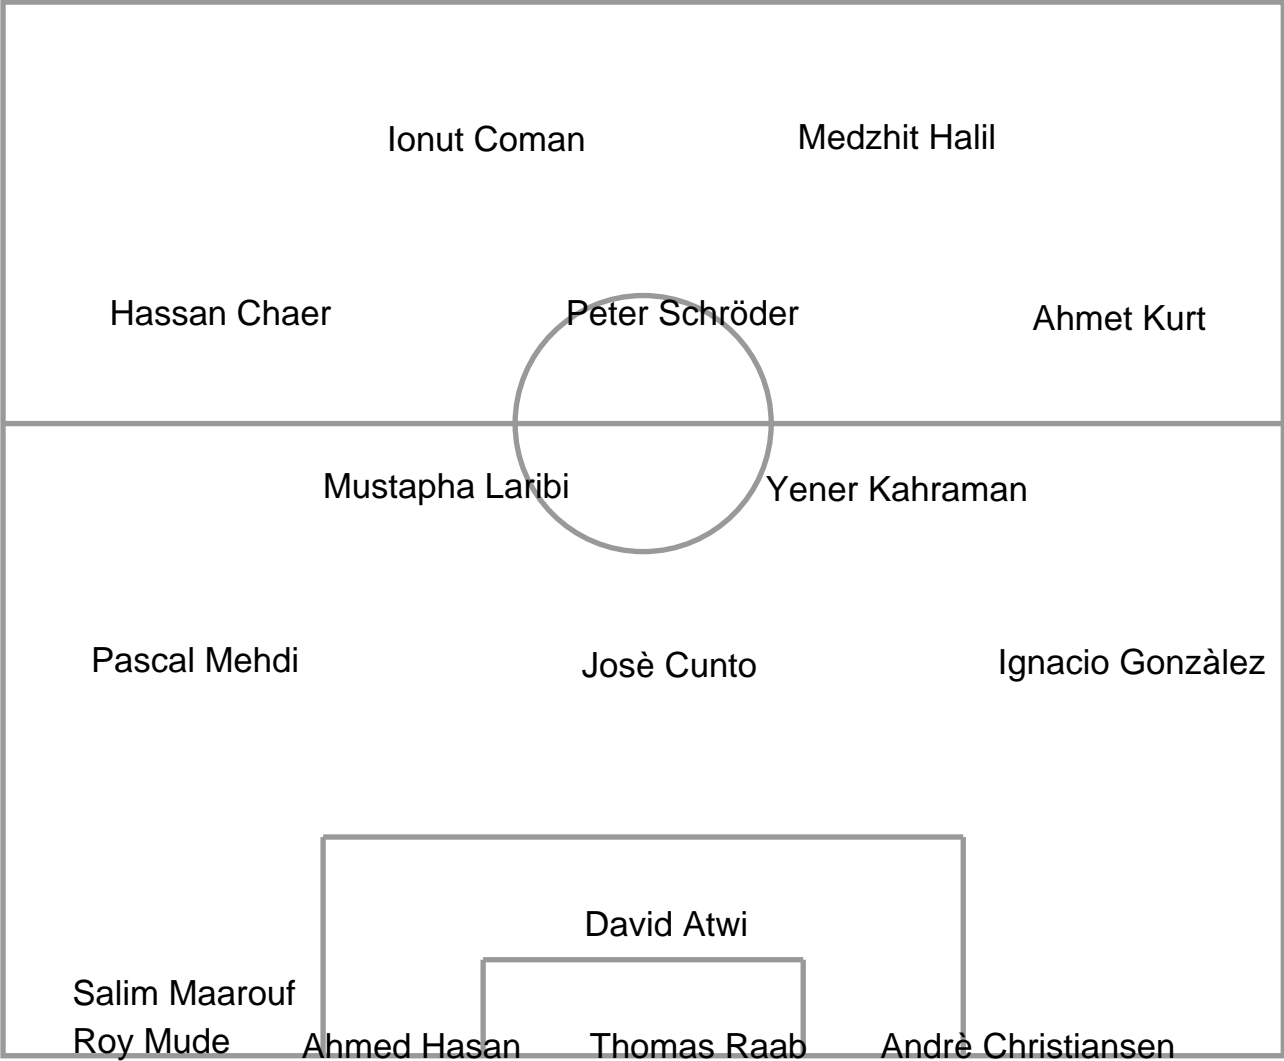 Ionut Coman
Medzhit Halil
Hassan Chaer
Peter Schröder
Ahmet Kurt
Mustapha Laribi
Yener Kahraman
Pascal Mehdi
Josè Cunto
Ignacio Gonzàlez
David Atwi
Salim Maarouf
Roy Mude
Ahmed Hasan
Thomas Raab
Andrè Christiansen